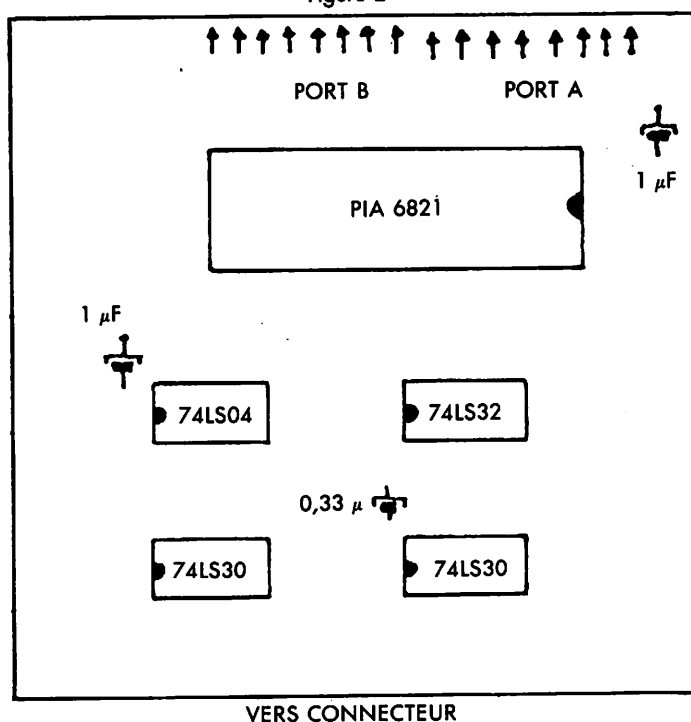 PORT B PORT A
1 µF
PIA 6821
1 µF
74LS04 74LS32
0,33 µ
74LS30 74LS30
VERS CONNECTEUR